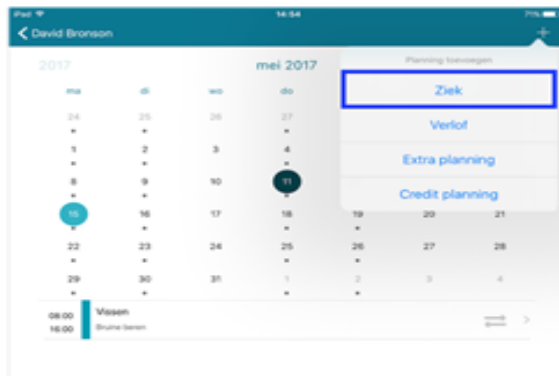 iPad 14:54 71%
David Bronson +
2017 mei 2017
Planning toevoegen
Ziek
Verlof
Extra planning
Credit planning
ma di wo do
24 25 26 27
1 2 3 4
8 9 10 11
15 16 17 18 19 20 21
22 23 24 25 26 27 28
29 30 31 1 2 3 4
08:00 Vissen
16:00 Bruine beren